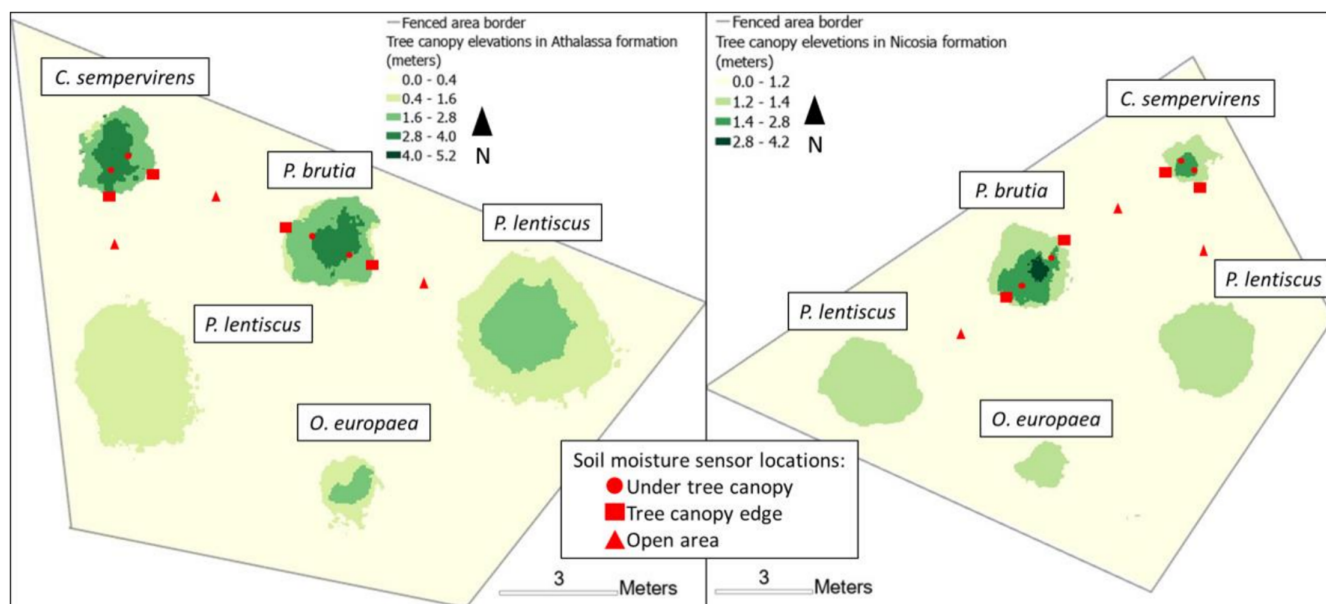 Fenced area border
Tree canopy elevations in Athalassa formation
(meters)
0.0 - 0.4
0.4 - 1.6
1.6 - 2.8
2.8 - 4.0
4.0 - 5.2
N
C. sempervirens
P. brutia
P. lentiscus
P. lentiscus
O. europaea
3
Meters
Fenced area border
Tree canopy elevetions in Nicosia formation
(meters)
0.0 - 1.2
1.2 - 1.4
1.4 - 2.8
2.8 - 4.2
N
C. sempervirens
P. brutia
P. lentiscus
P. lentiscus
O. europaea
3
Meters
Soil moisture sensor locations:
Under tree canopy
Tree canopy edge
Open area